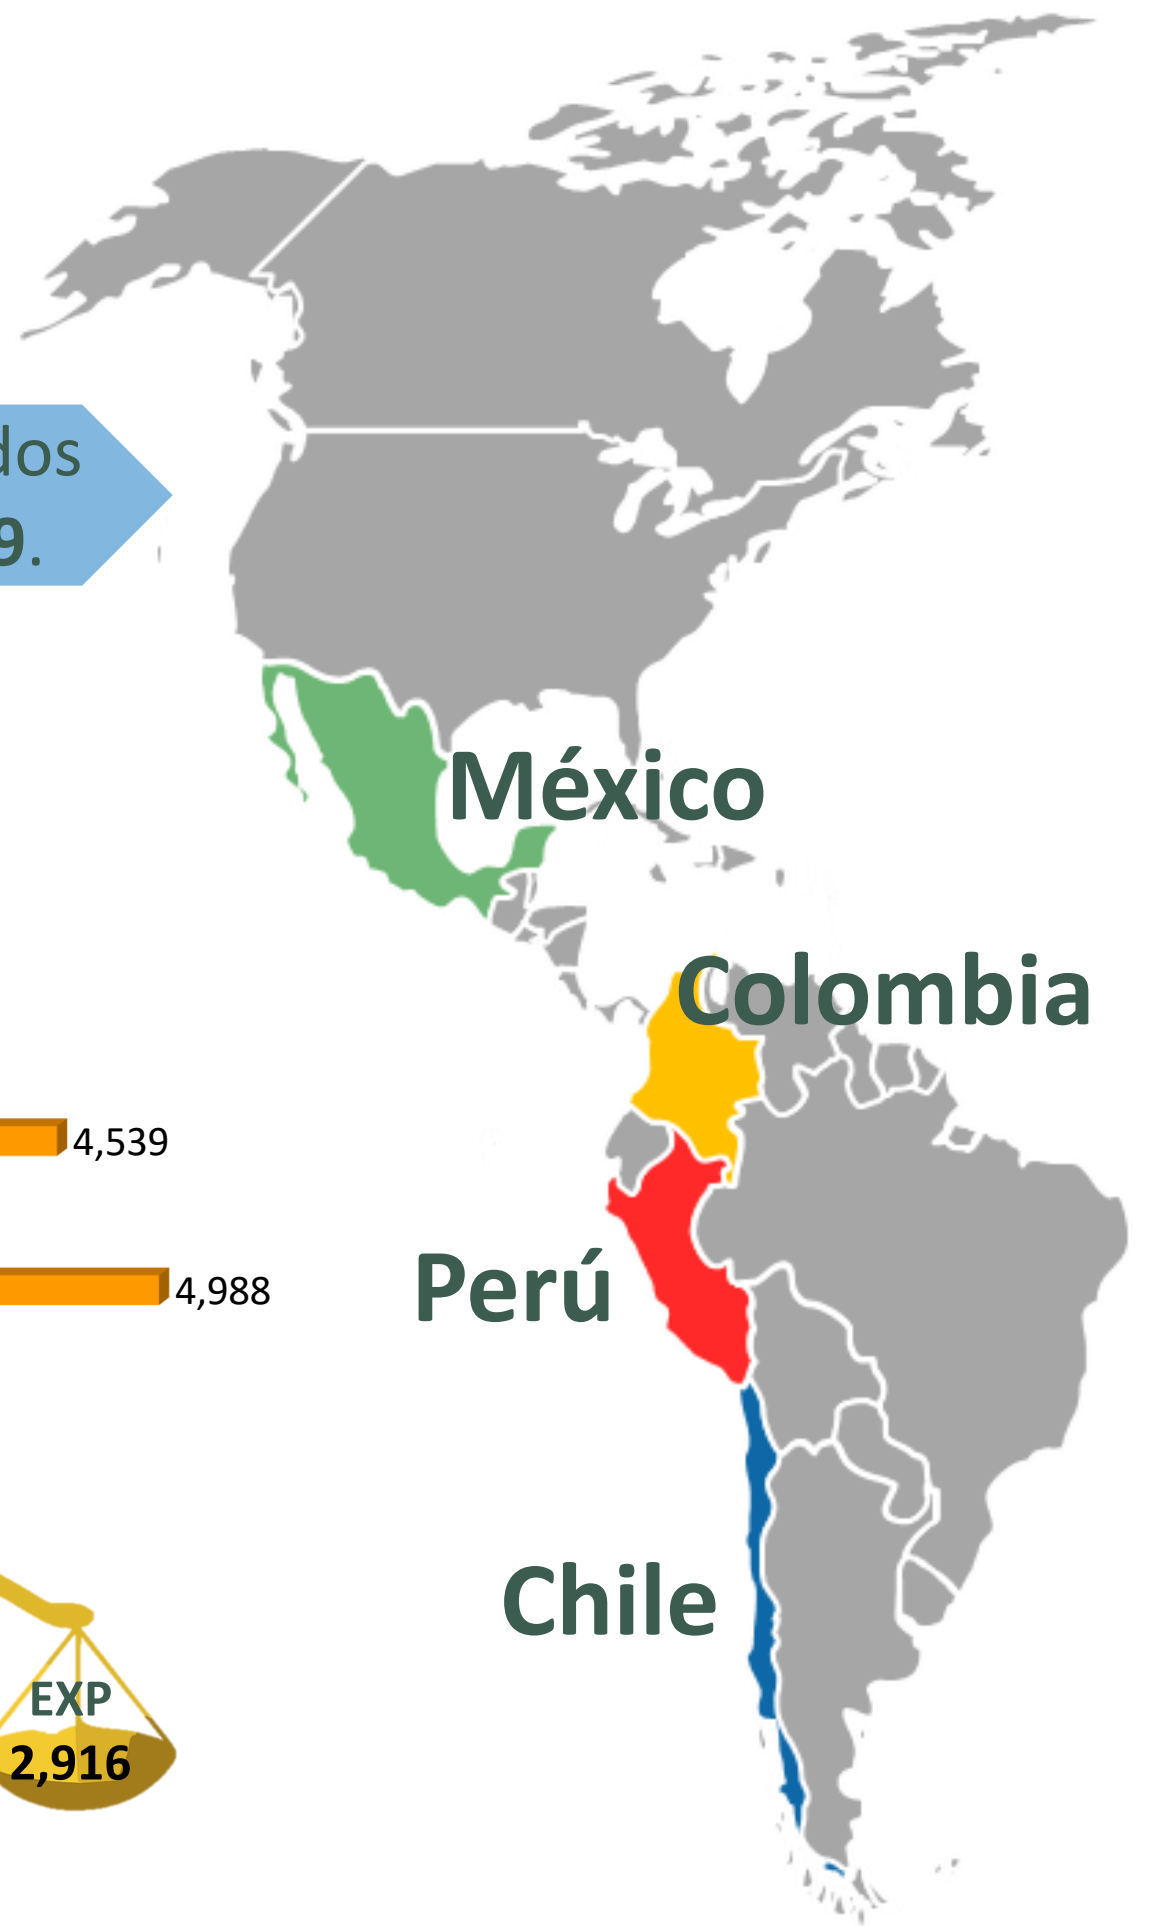 dos
9.
México
Colombia
4,539
Perú
4,988
Chile
EXP
2,916